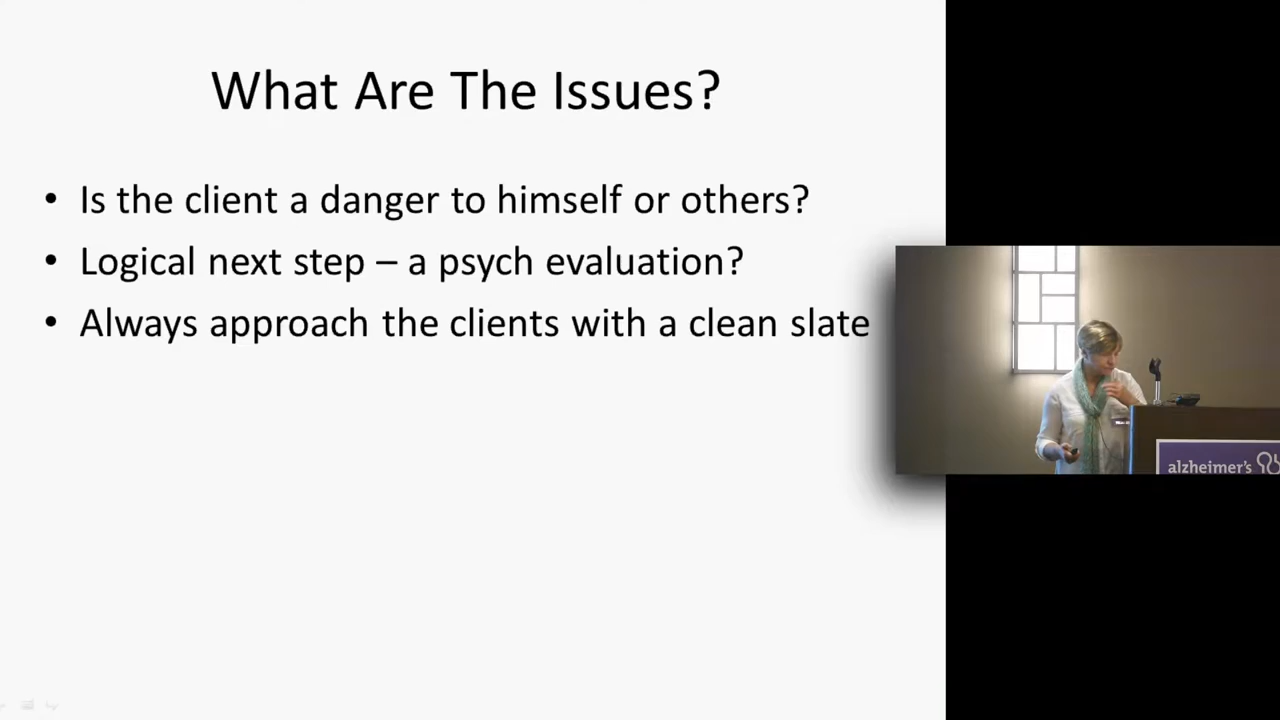 What Are The Issues?
• Is the client a danger to himself or others?
• Logical next step – a psych evaluation?
• Always approach the clients with a clean slate
alzheimer's